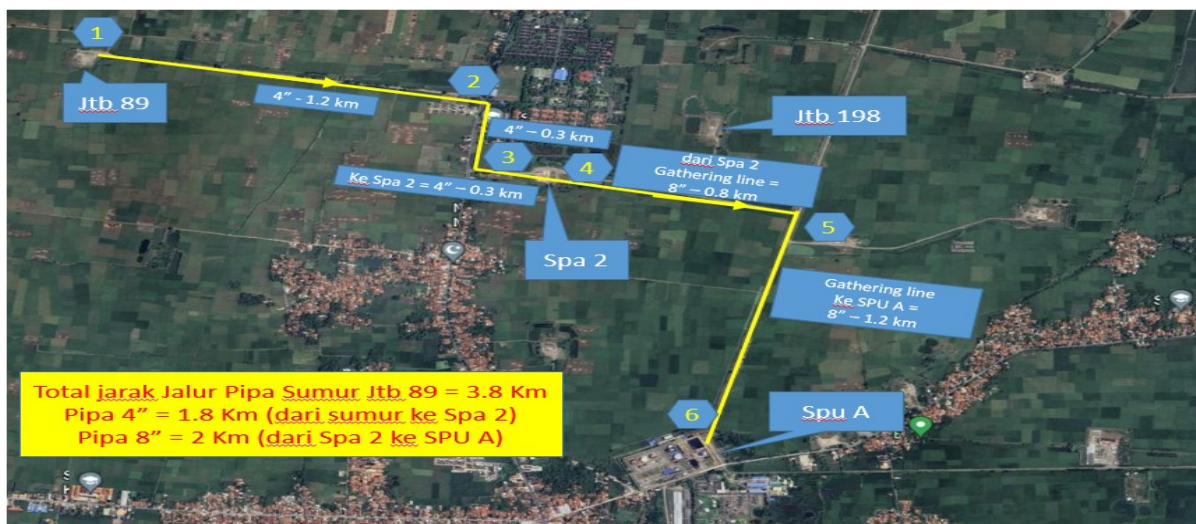 1
Jtb 89
4” - 1.2 km
2
4” – 0.3 km
3
Ke Spa 2 = 4” – 0.3 km
4
Spa 2
Jtb 198
dari Spa 2
Gathering line =
8” – 0.8 km
5
Gathering line
Ke SPU A =
8” – 1.2 km
6
Spu A
Total jarak Jalur Pipa Sumur Jtb 89 = 3.8 Km
Pipa 4” = 1.8 Km (dari sumur ke Spa 2)
Pipa 8” = 2 Km (dari Spa 2 ke SPU A)